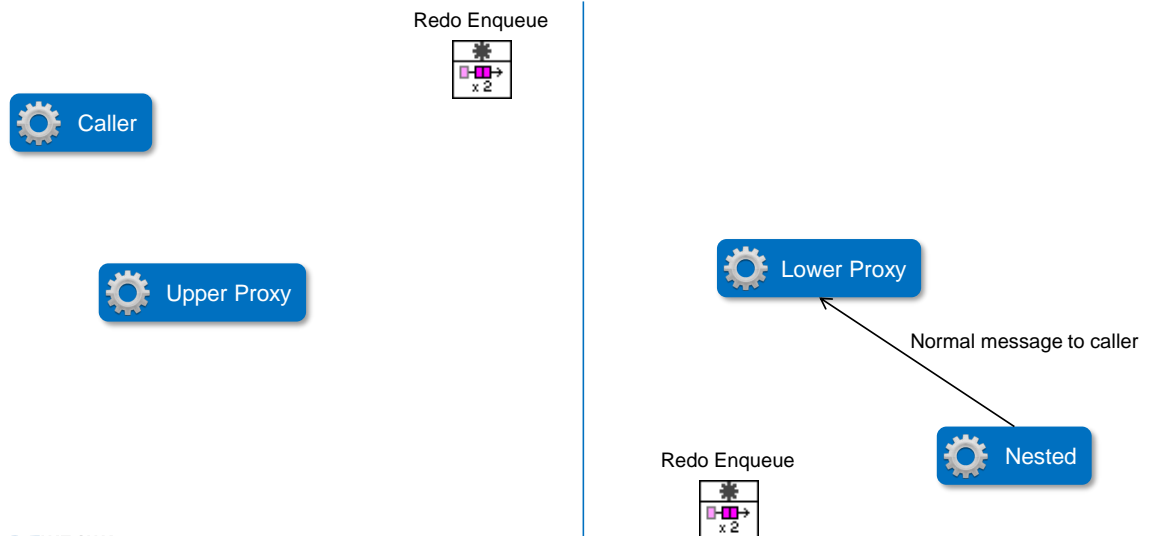 Redo Enqueue
x 2
Caller
Upper Proxy
Lower Proxy
Normal message to caller
Nested
Redo Enqueue
x 2